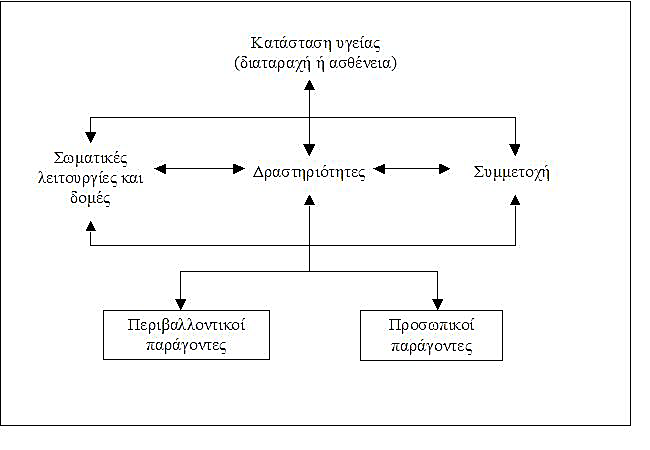 Κατάσταση υγείας
(διαταραχή ή ασθένεια)
Σωματικές
λειτουργίες και
δομές
Δραστηριότητες
Συμμετοχή
Περιβαλλοντικοί
παράγοντες
Προσωπικοί
παράγοντες